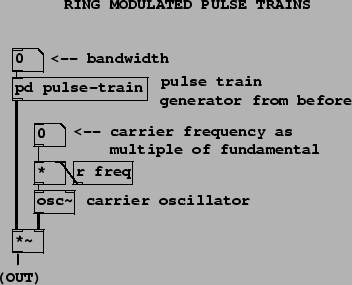 RING MODULATED PULSE TRAINS
0 <-- bandwidth
pd pulse-train pulse train
generator from before
0 <-- carrier frequency as
multiple of fundamental
* r freq
osc~ carrier oscillator
*~
(OUT)